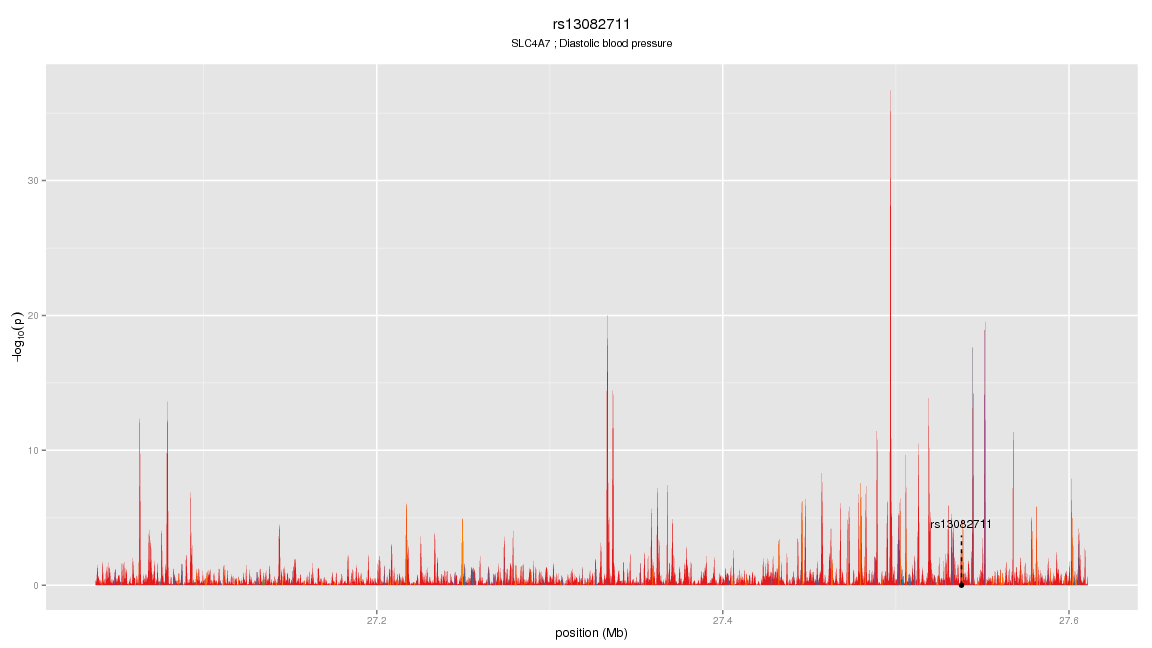 rs13082711
SLC4A7 ; Diastolic blood pressure
30
20
10
0
−log10(p)
rs13082711
27.2
27.4
27.6
position (Mb)